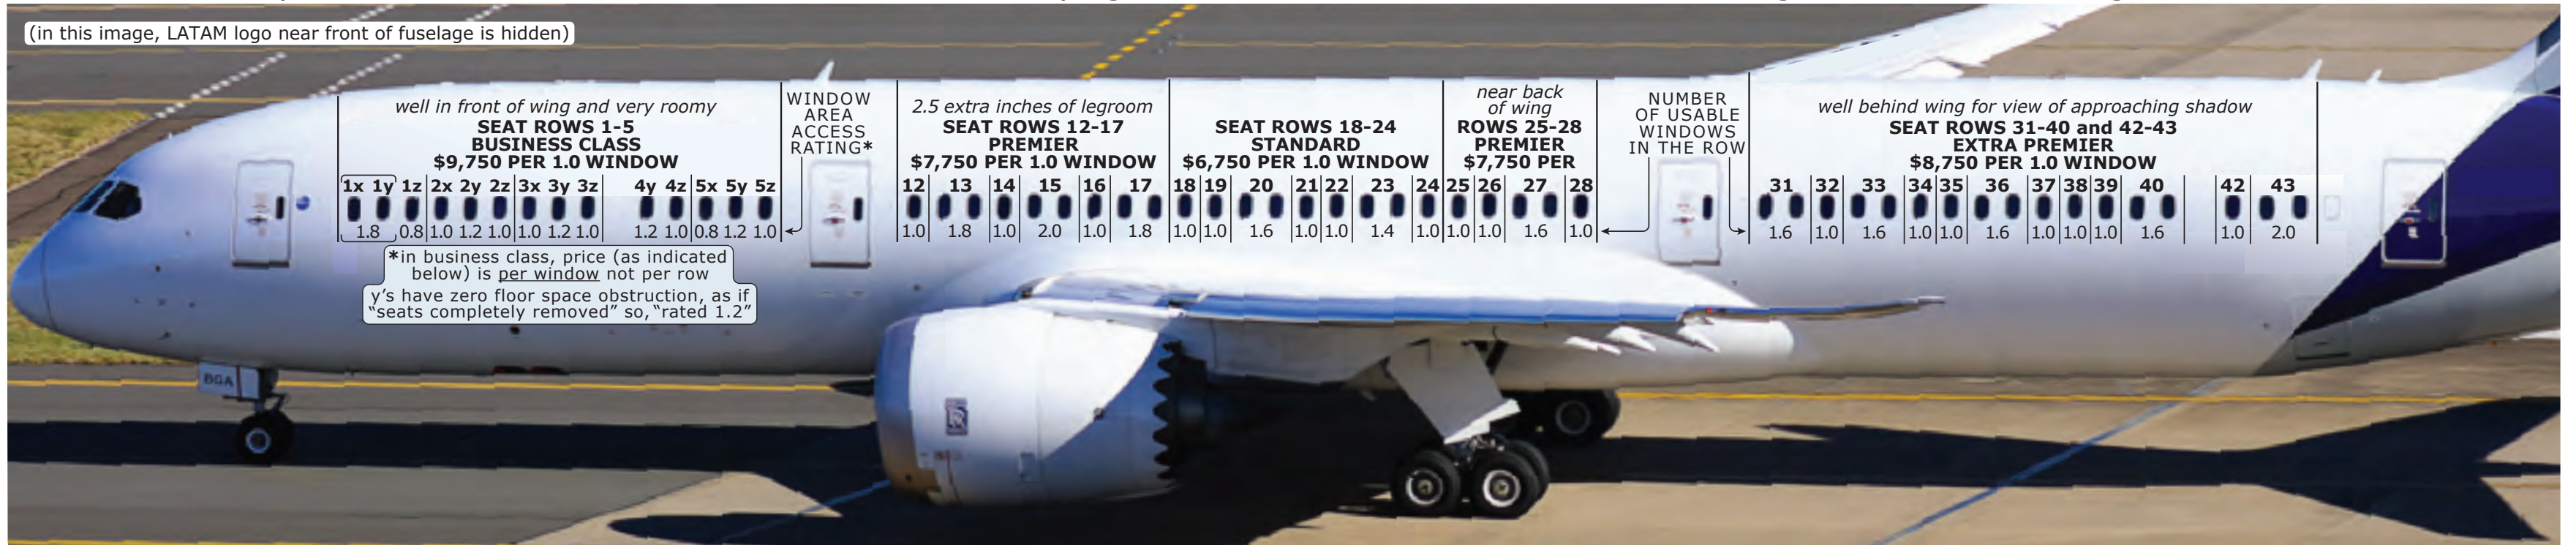 (in this image, LATAM logo near front of fuselage is hidden)
well in front of wing and very roomy
SEAT ROWS 1-5
BUSINESS CLASS
$9,750 PER 1.0 WINDOW
1x 1y 1z 2x 2y 2z 3x 3y 3z 4y 4z 5x 5y 5z
1.8 0.8 1.0 1.2 1.0 1.0 1.2 1.0 1.2 1.0 0.8 1.2 1.0
*in business class, price (as indicated
below) is per window not per row
y's have zero floor space obstruction, as if
"seats completely removed" so, "rated 1.2"
WINDOW
AREA
ACCESS
RATING*
2.5 extra inches of legroom
SEAT ROWS 12-17
PREMIER
$7,750 PER 1.0 WINDOW
12 13 14 15 16 17
1.0 1.8 1.0 2.0 1.0 1.8
SEAT ROWS 18-24
STANDARD
$6,750 PER 1.0 WINDOW
18 19 20 21 22 23 24
1.0 1.0 1.6 1.0 1.0 1.4 1.0
near back
of wing
ROWS 25-28
PREMIER
$7,750 PER
25 26 27 28
1.0 1.0 1.6 1.0
NUMBER
OF USABLE
WINDOWS
IN THE ROW
well behind wing for view of approaching shadow
SEAT ROWS 31-40 and 42-43
EXTRA PREMIER
$8,750 PER 1.0 WINDOW
31 32 33 34 35 36 37 38 39 40 42 43
1.6 1.0 1.6 1.0 1.0 1.6 1.0 1.0 1.0 1.6 1.0 2.0
BGA